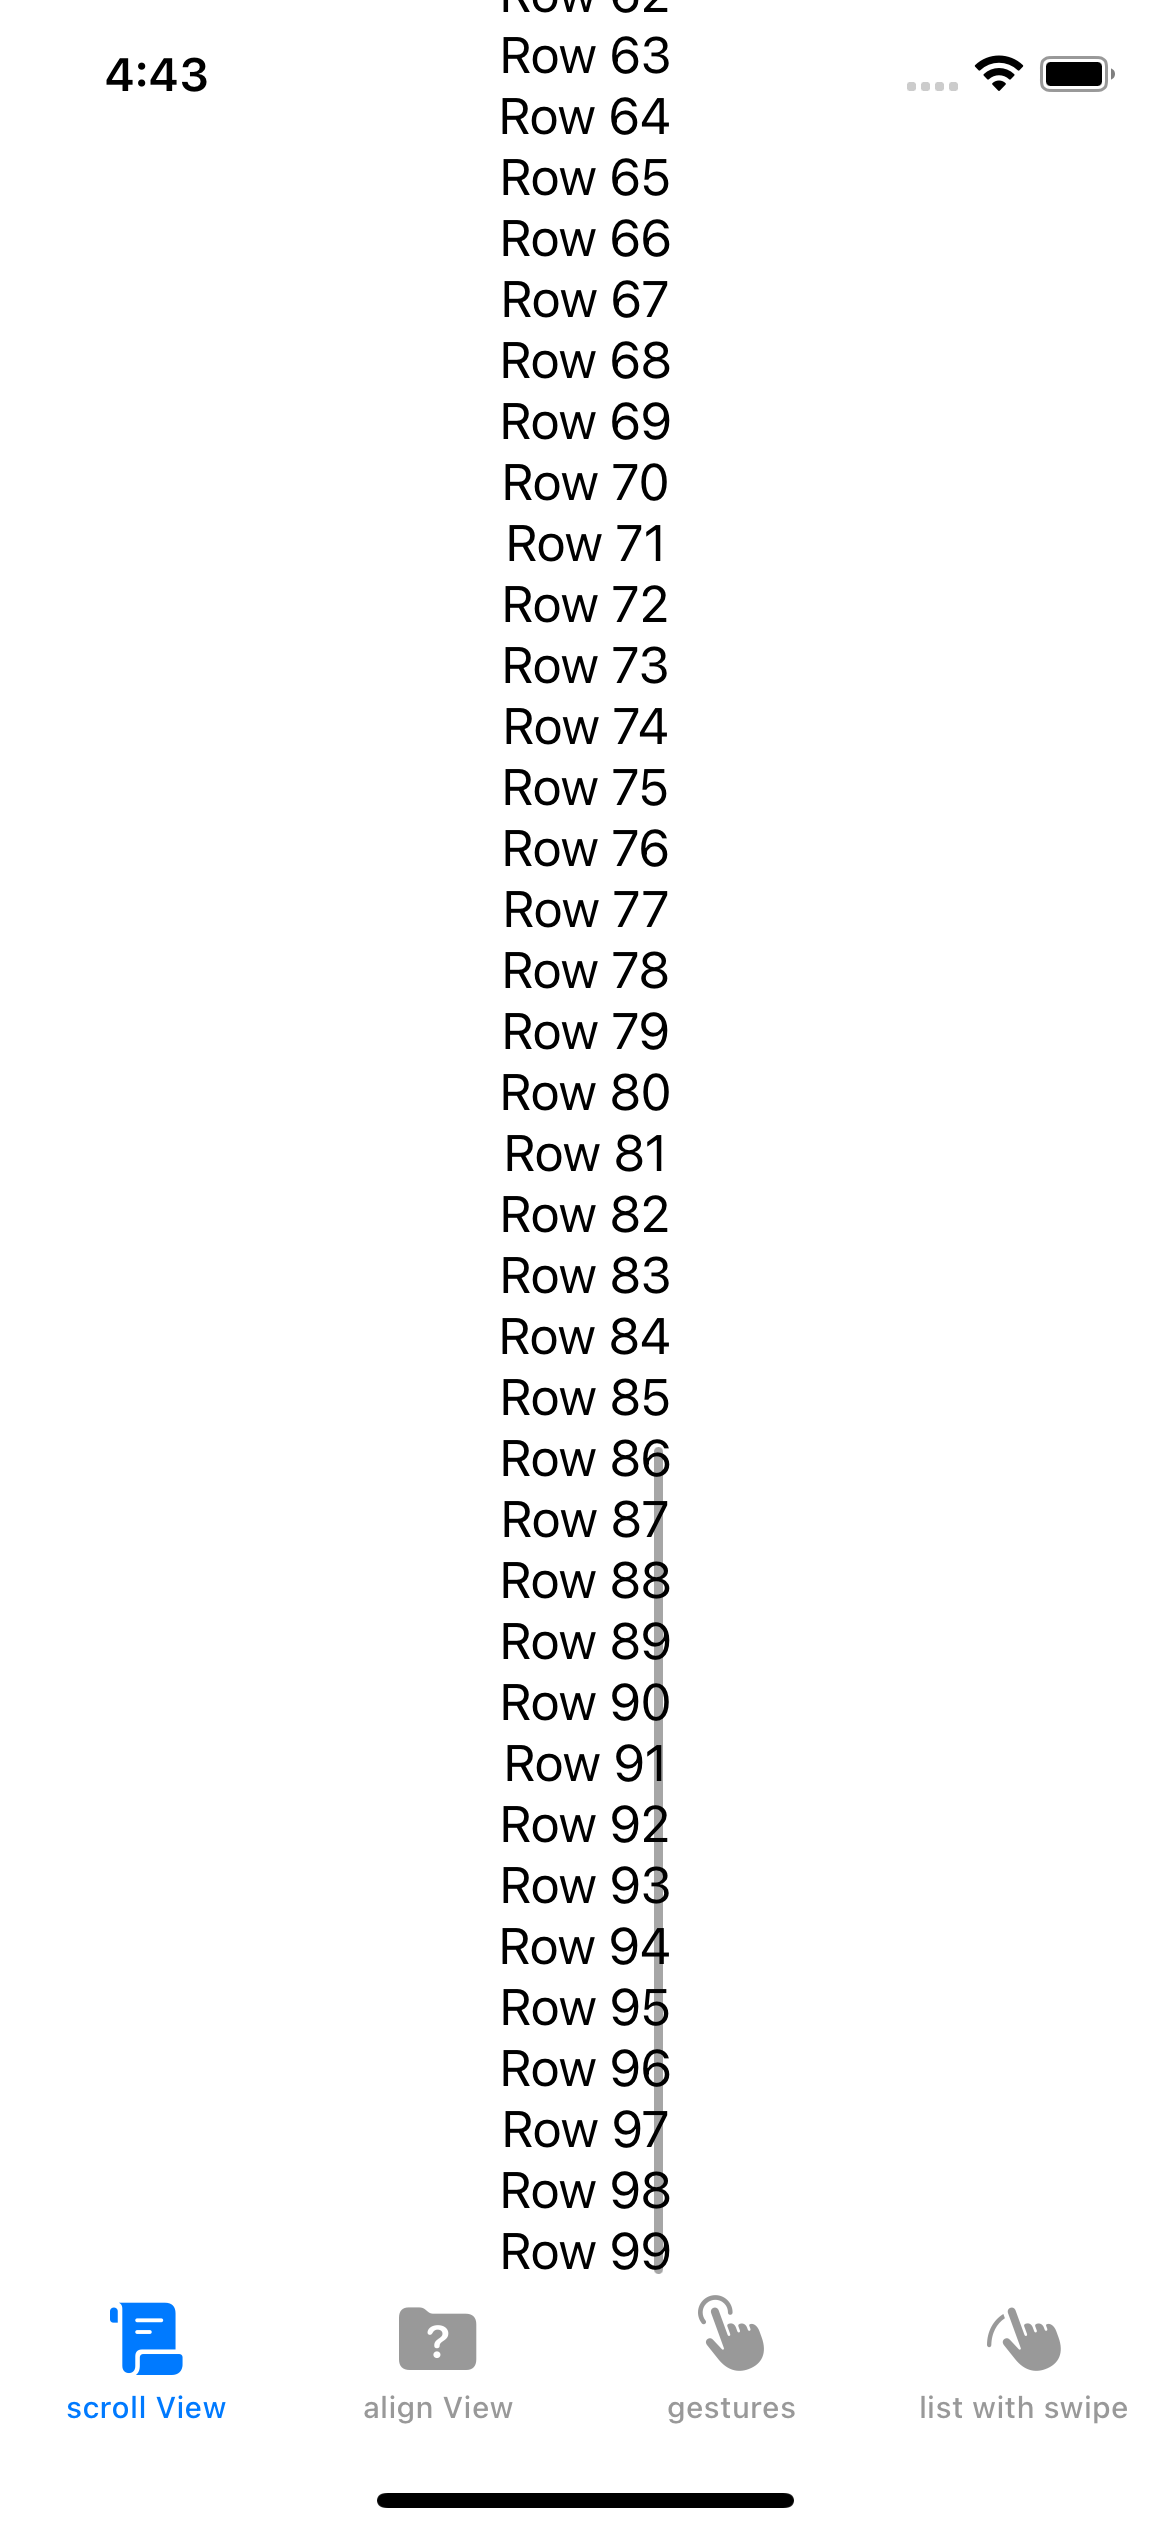 Row 62
Row 63
4:43
Row 64
Row 65
Row 66
Row 67
Row 68
Row 69
Row 70
Row 71
Row 72
Row 73
Row 74
Row 75
Row 76
Row 77
Row 78
Row 79
Row 80
Row 81
Row 82
Row 83
Row 84
Row 85
Row 86
Row 87
Row 88
Row 89
Row 90
Row 91
Row 92
Row 93
Row 94
Row 95
Row 96
Row 97
Row 98
Row 99
?
scroll View
align View
gestures
list with swipe